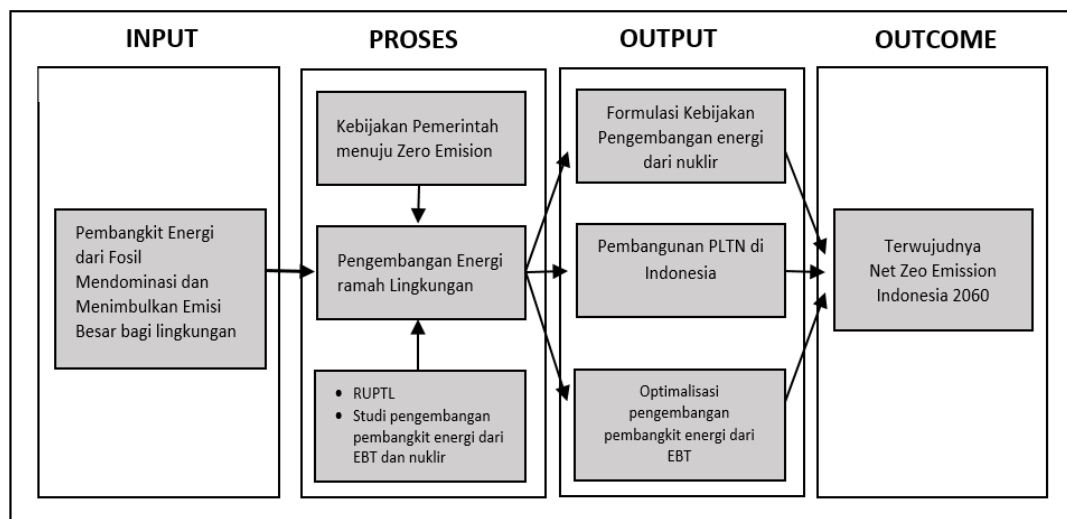 INPUT
PROSES
OUTPUT
OUTCOME
Pembangkit Energi
dari Fosil
Mendominasi dan
Menimbulkan Emisi
Besar bagi lingkungan
Kebijakan Pemerintah
menuju Zero Emision
Pengembangan Energi
ramah Lingkungan
• RUPTL
• Studi pengembangan
pembangkit energi dari
EBT dan nuklir
Formulasi Kebijakan
Pengembangan energi
dari nuklir
Pembangunan PLTN di
Indonesia
Optimalisasi
pengembangan
pembangkit energi dari
EBT
Terwujudnya
Net Zeo Emission
Indonesia 2060